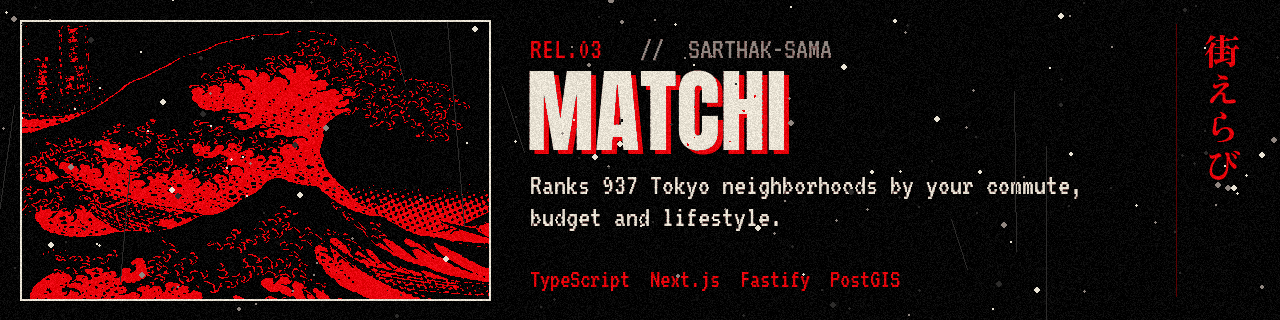 REL:03 // SARTHAK-SAMA
MATCHI
Ranks 937 Tokyo neighborhoods by your commute,
budget and lifestyle.
TypeScript Next.js Fastify PostGIS
街えらび